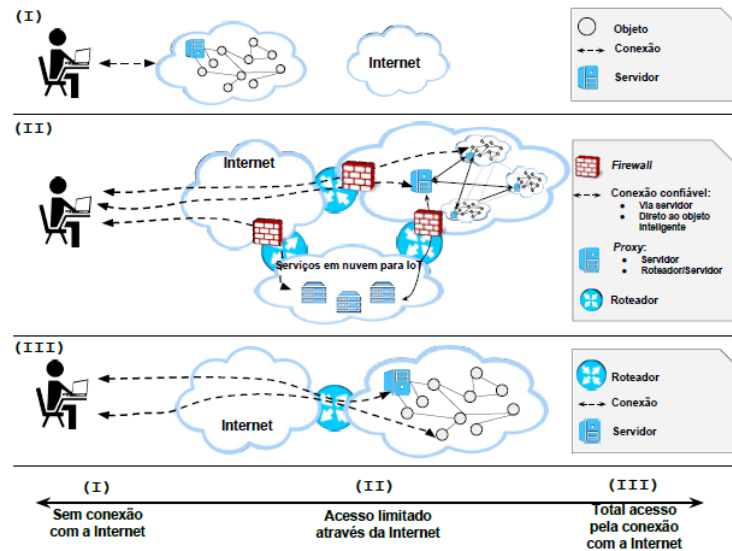 (I)
Internet
Objeto
Conexão
Servidor
(II)
Internet
Serviços em nuvem para IoT
Firewall
Conexão confiável:
• Via servidor
• Direto ao objeto
Inteligente
Proxy:
• Servidor
• Roteador/Servidor
Roteador
(III)
Internet
Roteador
Conexão
Servidor
(I)
(II)
(III)
Sem conexão
com a Internet
Acesso limitado
através da Internet
Total acesso
pela conexão
com a Internet